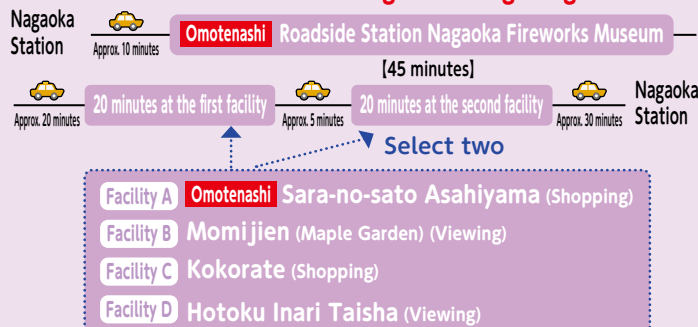 Nagaoka Station
Approx. 10 minutes
Omotenashi Roadside Station Nagaoka Fireworks Museum
[45 minutes]
Approx. 20 minutes
20 minutes at the first facility
Approx. 5 minutes
20 minutes at the second facility
Approx. 30 minutes
Nagaoka Station
Select two
Facility A Omotenashi Sara-no-sato Asahiyama (Shopping)
Facility B Momijien (Maple Garden) (Viewing)
Facility C Kokorate (Shopping)
Facility D Hotoku Inari Taisha (Viewing)